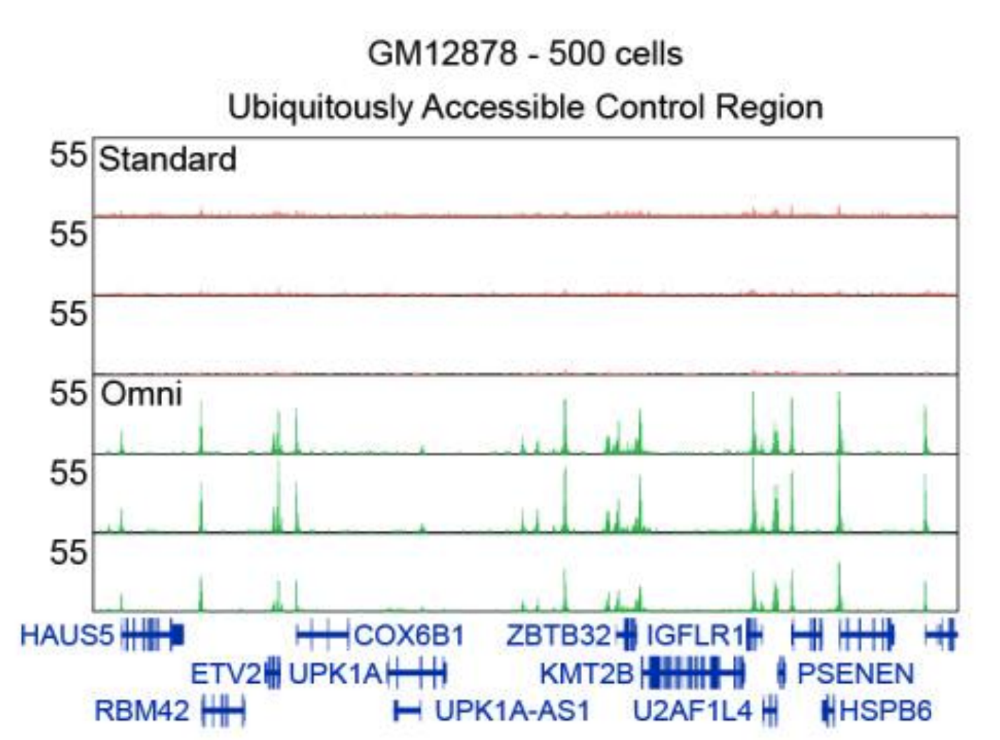 GM12878 - 500 cells
Ubiquitously Accessible Control Region
55 Standard
55
55
55 Omni
55
55
HAUS5 COX6B1 ZBTB32 IGFLR1
ETV2 UPK1A KMT2B PSENEN
RBM42 UPK1A-AS1 U2AF1L4 HSPB6